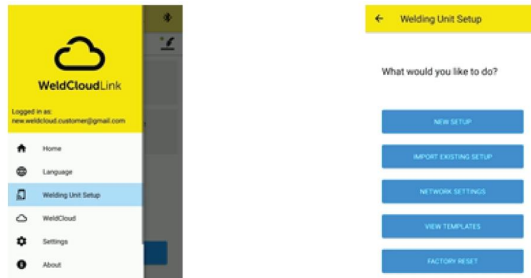 WeldCloudLink
Logged in as:
new.weldcloud.customer@gmail.com
Home
Language
Welding Unit Setup
WeldCloud
Settings
About
Welding Unit Setup
What would you like to do?
NEW SETUP
IMPORT EXISTING SETUP
NETWORK SETTINGS
VIEW TEMPLATES
FACTORY RESET